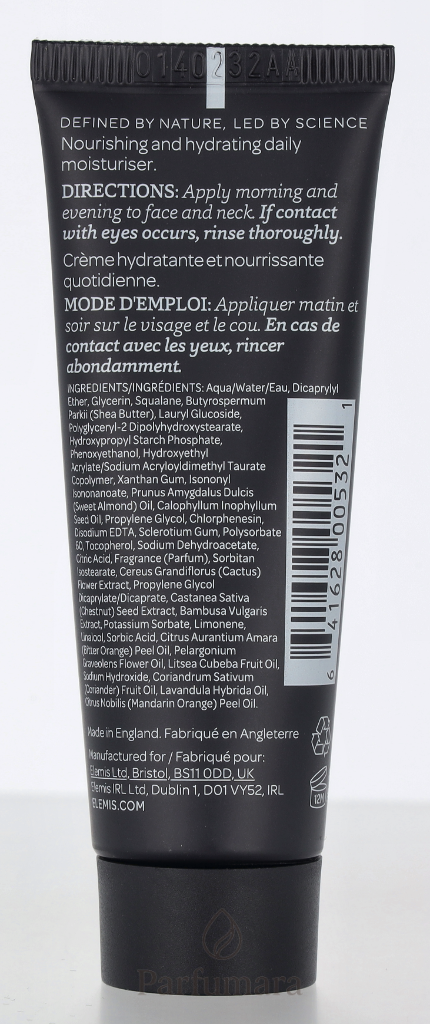 0140232AA
DEFINED BY NATURE, LED BY SCIENCE
Nourishing and hydrating daily
moisturiser.
DIRECTIONS: Apply morning and
evening to face and neck. If contact
with eyes occurs, rinse thoroughly.
Crème hydratante et nourrissante
quotidienne.
MODE D'EMPLOI: Appliquer matin et
soir sur le visage et le cou. En cas de
contact avec les yeux, rincer
abondamment.
INGREDIENTS/INGRÉDIENTS: Aqua/Water/Eau, Dicaprylyl
Ether, Glycerin, Squalane, Butyrospermum
Parkii (Shea Butter), Lauryl Glucoside,
Polyglyceryl-2 Dipolyhydroxystearate,
Hydroxypropyl Starch Phosphate,
Phenoxyethanol, Hydroxyethyl
Acrylate/Sodium Acryloyldimethyl Taurate
Copolymer, Xanthan Gum, Isononyl
Isononanoate, Prunus Amygdalus Dulcis
(Sweet Almond) Oil, Calophyllum Inophyllum
Seed Oil, Propylene Glycol, Chlorphenesin,
Disodium EDTA, Sclerotium Gum, Polysorbate
60, Tocopherol, Sodium Dehydroacetate,
Citric Acid, Fragrance (Parfum), Sorbitan
Isostearate, Cereus Grandiflorus (Cactus)
Flower Extract, Propylene Glycol
Dicaprylate/Dicaprate, Castanea Sativa
(Chestnut) Seed Extract, Bambusa Vulgaris
Extract, Potassium Sorbate, Limonene,
Linalool, Sorbic Acid, Citrus Aurantium Amara
(Bitter Orange) Peel Oil, Pelargonium
Graveolens Flower Oil, Litsea Cubeba Fruit Oil,
Sodium Hydroxide, Coriandrum Sativum
(Coriander) Fruit Oil, Lavandula Hybrida Oil,
Citrus Nobilis (Mandarin Orange) Peel Oil.
6 41628 00532 1
Made in England. Fabriqué en Angleterre
Manufactured for / Fabriqué pour:
Elemis Ltd, Bristol, BS11 0DD, UK
Elemis IRL Ltd, Dublin 1, D01 VY52, IRL
ELEMIS.COM
12M
Parfumara